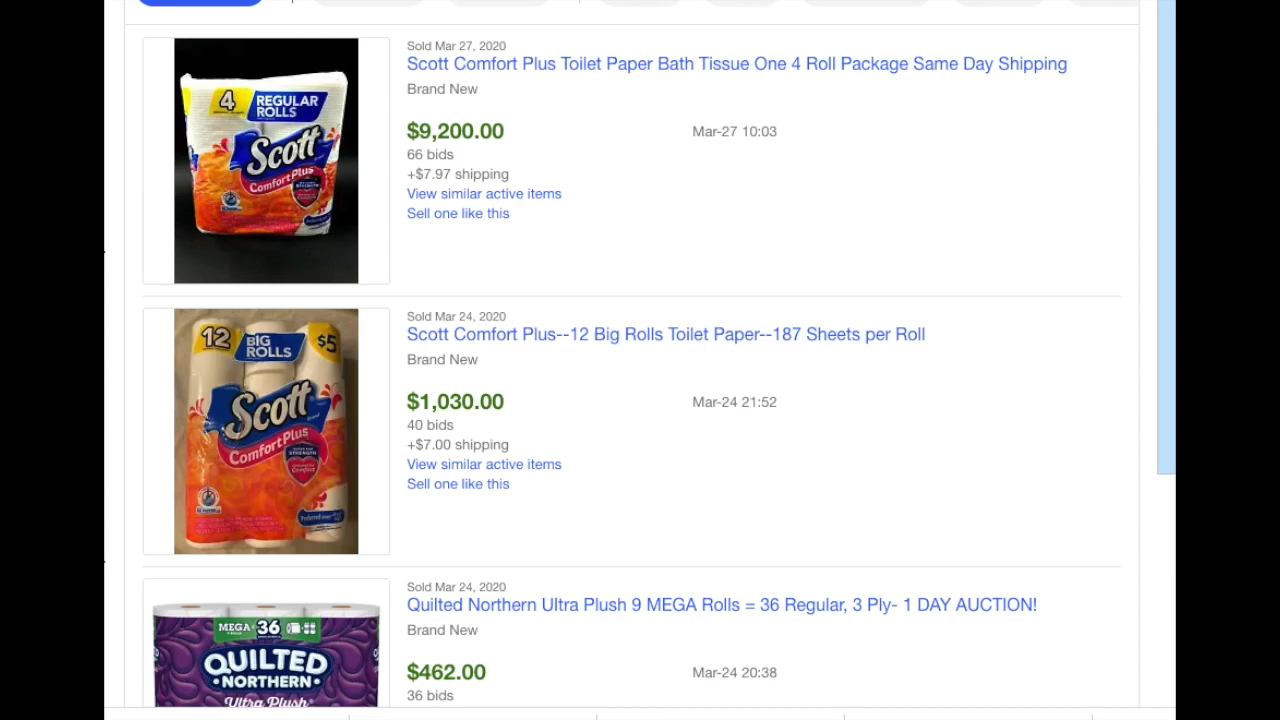 Sold Mar 27, 2020
Scott Comfort Plus Toilet Paper Bath Tissue One 4 Roll Package Same Day Shipping
Brand New
$9,200.00
Mar-27 10:03
66 bids
+$7.97 shipping
View similar active items
Sell one like this
4
REGULAR
ROLLS
Scott
Comfort Plus
Sold Mar 24, 2020
Scott Comfort Plus--12 Big Rolls Toilet Paper--187 Sheets per Roll
Brand New
$1,030.00
Mar-24 21:52
40 bids
+$7.00 shipping
View similar active items
Sell one like this
12
BIG
ROLLS
$5
Scott
Comfort Plus
STRENGTH
Sold Mar 24, 2020
Quilted Northern Ultra Plush 9 MEGA Rolls = 36 Regular, 3 Ply- 1 DAY AUCTION!
Brand New
$462.00
Mar-24 20:38
36 bids
MEGA
36
QUILTED
NORTHERN
Ultra Plush